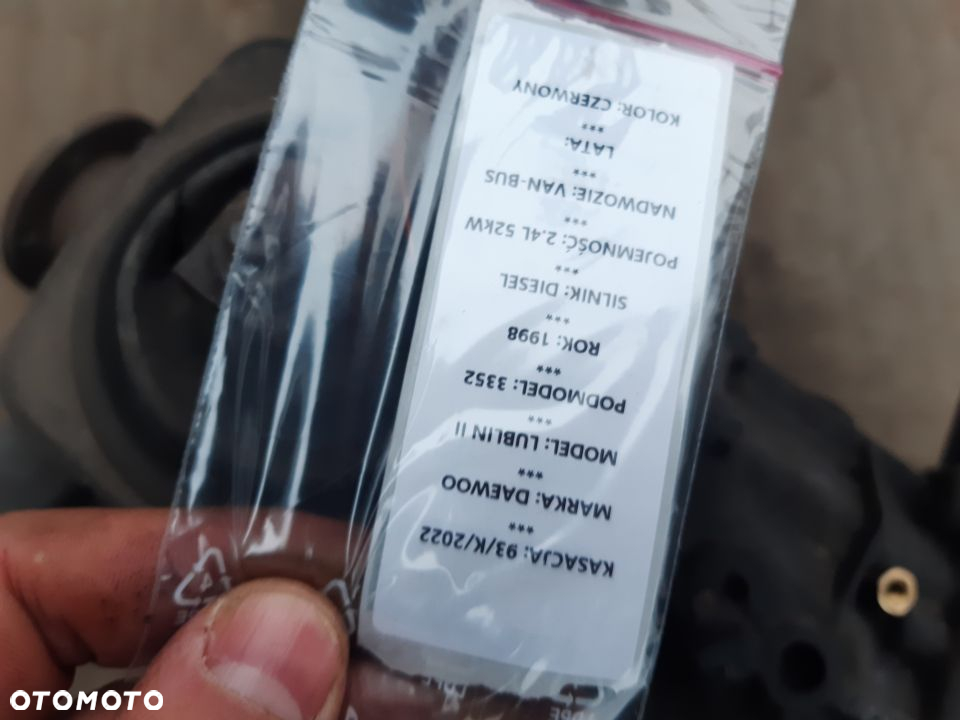 KASACJA: 93/K/2022
***
MARKA: DAEWOO
***
MODEL: LUBLIN II
***
PODMODEL: 3352
***
ROK: 1998
***
SILNIK: DIESEL
***
POJEMNOŚĆ: 2.4L 52KW
***
NADWOZIE: VAN-BUS
***
LATA:
***
KOLOR: CZERWONY
4
OTOMOTO